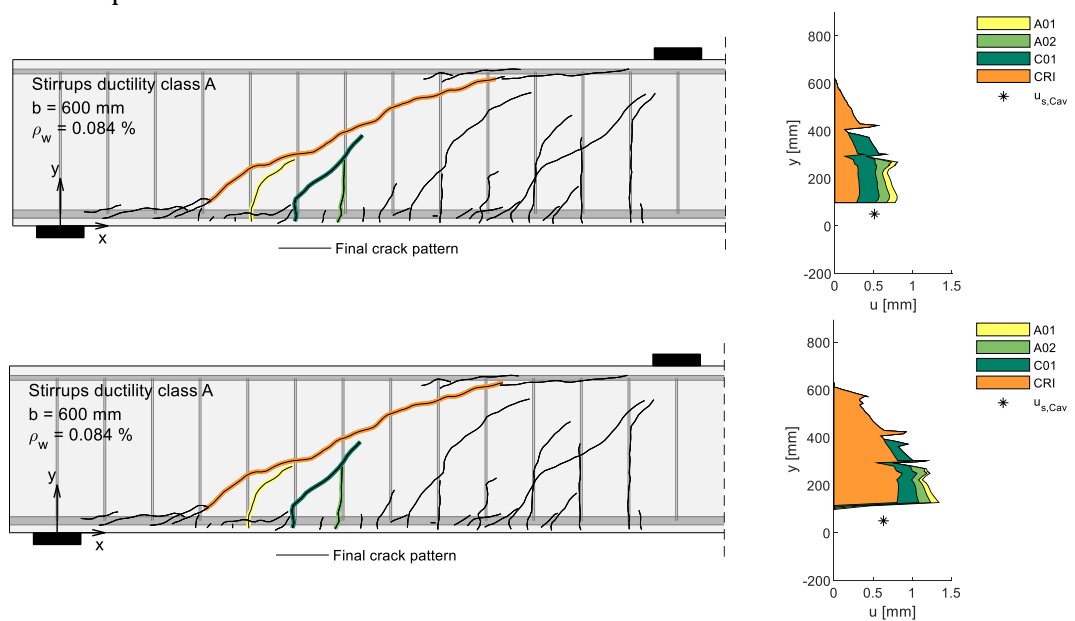 Stirrups ductility class A
b = 600 mm
ρw = 0.084 %
y
x
Final crack pattern
800
600
400
200
0
-200
y [mm]
0 0.5 1 1.5
u [mm]
A01
A02
C01
CRI
us,Cav
Stirrups ductility class A
b = 600 mm
ρw = 0.084 %
y
x
Final crack pattern
800
600
400
200
0
-200
y [mm]
0 0.5 1 1.5
u [mm]
A01
A02
C01
CRI
us,Cav